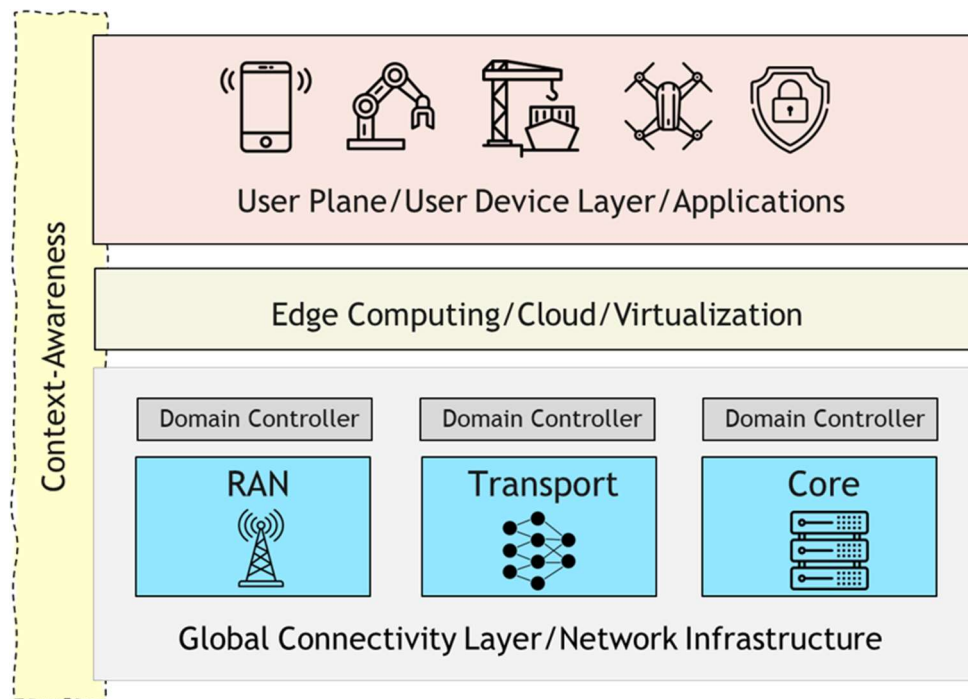 Context-Awareness
User Plane/User Device Layer/Applications
Edge Computing/Cloud/Virtualization
Domain Controller
Domain Controller
Domain Controller
RAN
Transport
Core
Global Connectivity Layer/Network Infrastructure